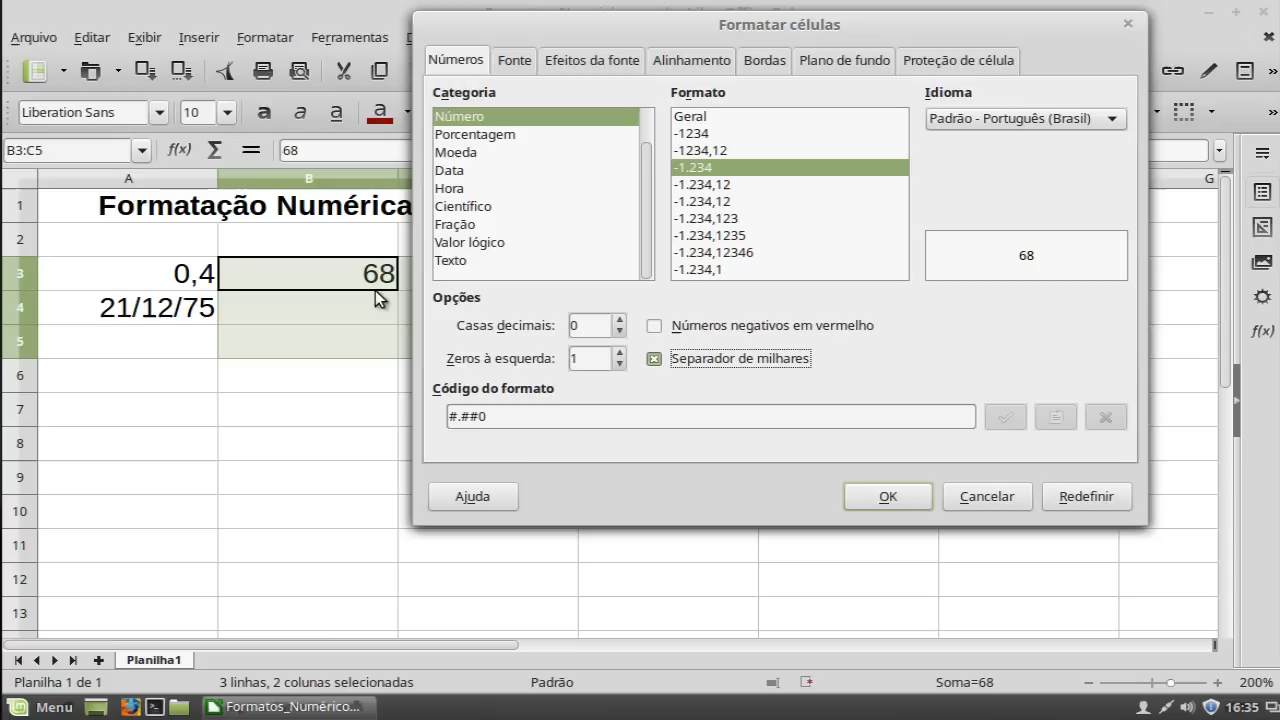 Formatar células
Arquivo Editar Exibir Inserir Formatar Ferramentas
Números Fonte Efeitos da fonte Alinhamento Bordas Plano de fundo Proteção de célula
Categoria Formato Idioma
Liberation Sans 10
Número
Porcentagem
Moeda
Data
Hora
Científico
Fração
Valor lógico
Texto
Geral
-1234
-1234,12
-1.234
-1.234,12
-1.234,12
-1.234,123
-1.234,1235
-1.234,12346
-1.234,1
Padrão - Português (Brasil)
68
B3:C5 f(x) Σ = 68
A B G
1 Formatação Numérica
2
3 0,4 68
4 21/12/75
5
6
7
8
9
10
11
12
13
Opções
Casas decimais: 0 Números negativos em vermelho
Zeros à esquerda: 1 Separador de milhares
Código do formato
#.##0
Ajuda OK Cancelar Redefinir
f(x)
Planilha1
Planilha 1 de 1 3 linhas, 2 colunas selecionadas Padrão Soma=68 200%
Menu Formatos_Numérico... 16:35